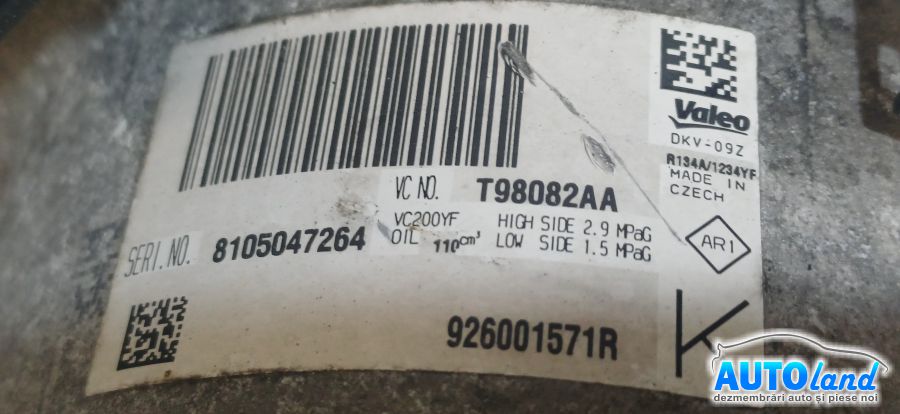 Valeo
DKV-09Z
R134A/1234YF
MADE IN
CZECH
VC NO. T98082AA
VC200YF HIGH SIDE 2.9 MPaG
OIL 110cm³ LOW SIDE 1.5 MPaG
AR1
SERI.NO. 8105047264
926001571R
K
AUTOland
dezmembrări auto și piese noi